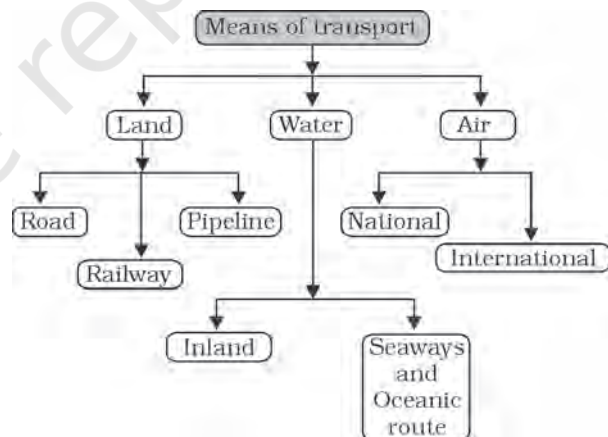 Means of transport
Land
Water
Air
Road
Pipeline
National
Railway
International
Inland
Seaways
and
Oceanic
route